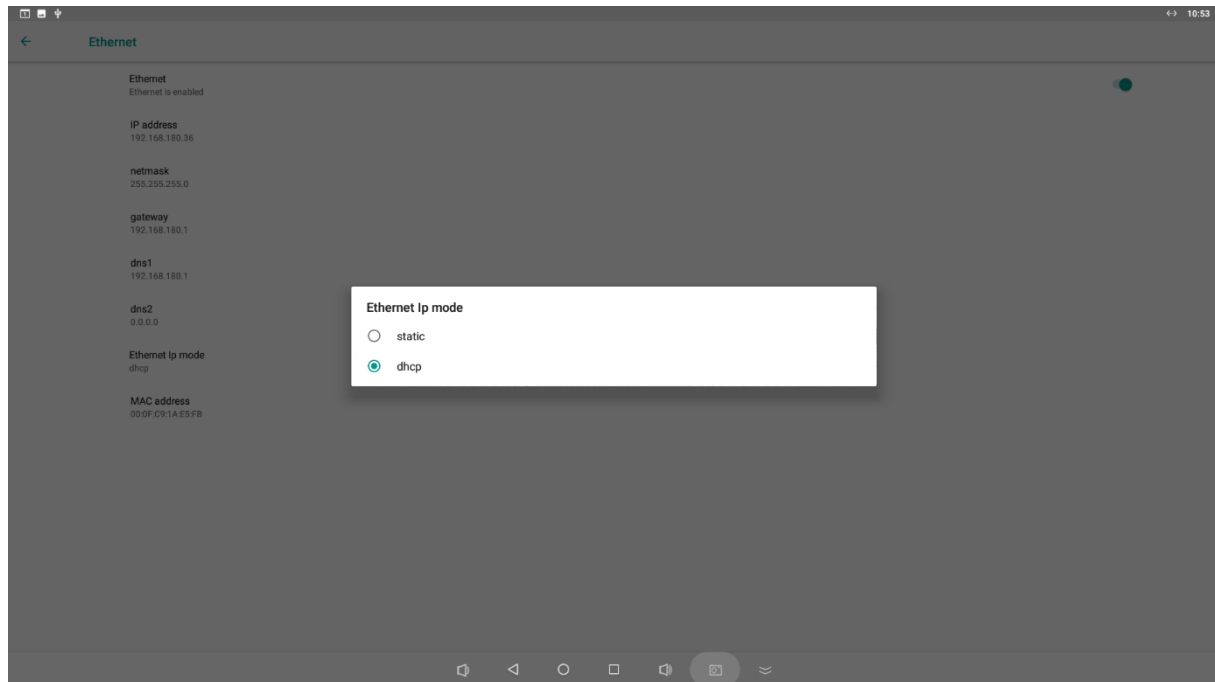 10:53
Ethernet
Ethernet
Ethernet is enabled
IP address
192.168.180.36
netmask
255.255.255.0
gateway
192.168.180.1
dns1
192.168.180.1
dns2
0.0.0.0
Ethernet Ip mode
dhcp
MAC address
00:0F:C9:1A:E5:FB
Ethernet Ip mode
static
dhcp